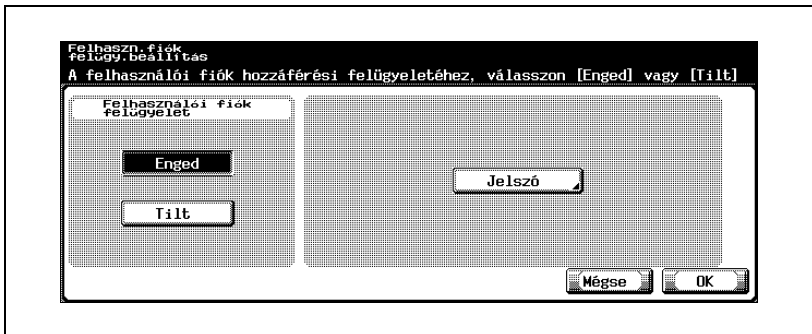 Felhaszn.fiók
felügy.beállítás
A felhasználói fiók hozzáférési felügyeletéhez, válasszon [Enged] vagy [Tilt]
Felhasználói fiók
felügyelet
Enged
Jelszó
Tilt
Mégse
OK